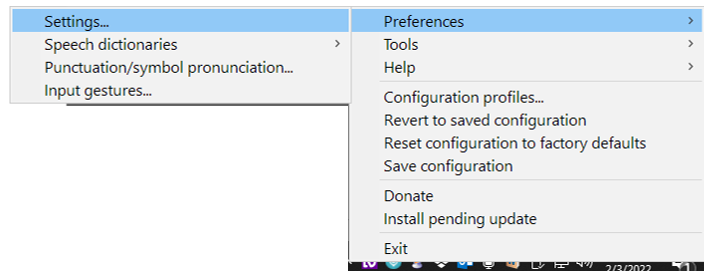 Settings...
Speech dictionaries
Punctuation/symbol pronunciation...
Input gestures...
Preferences
Tools
Help
Configuration profiles...
Revert to saved configuration
Reset configuration to factory defaults
Save configuration
Donate
Install pending update
Exit
2/3/2022
1